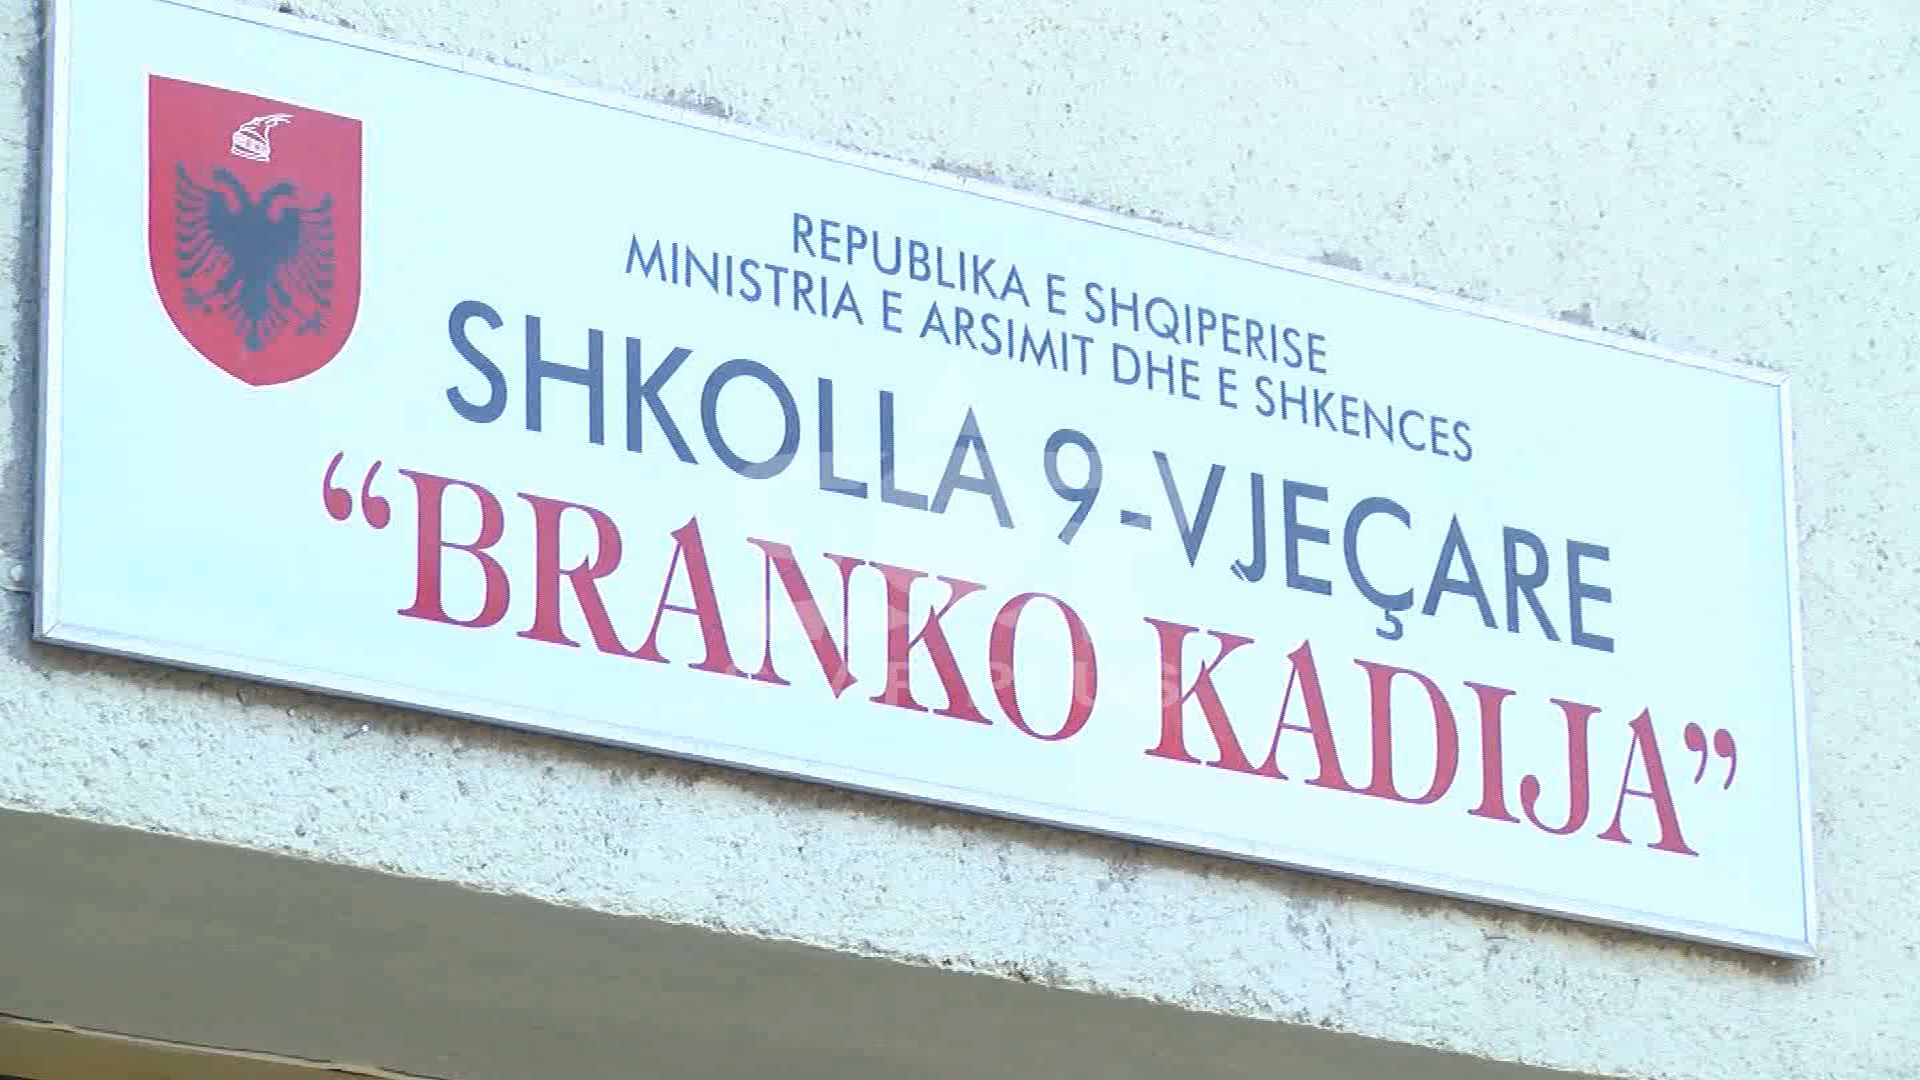 REPUBLIKA E SHQIPERISE
MINISTRIA E ARSIMIT DHE E SHKENCES
SHKOLLA 9-VJEÇARE
“BRANKO KADIJA”